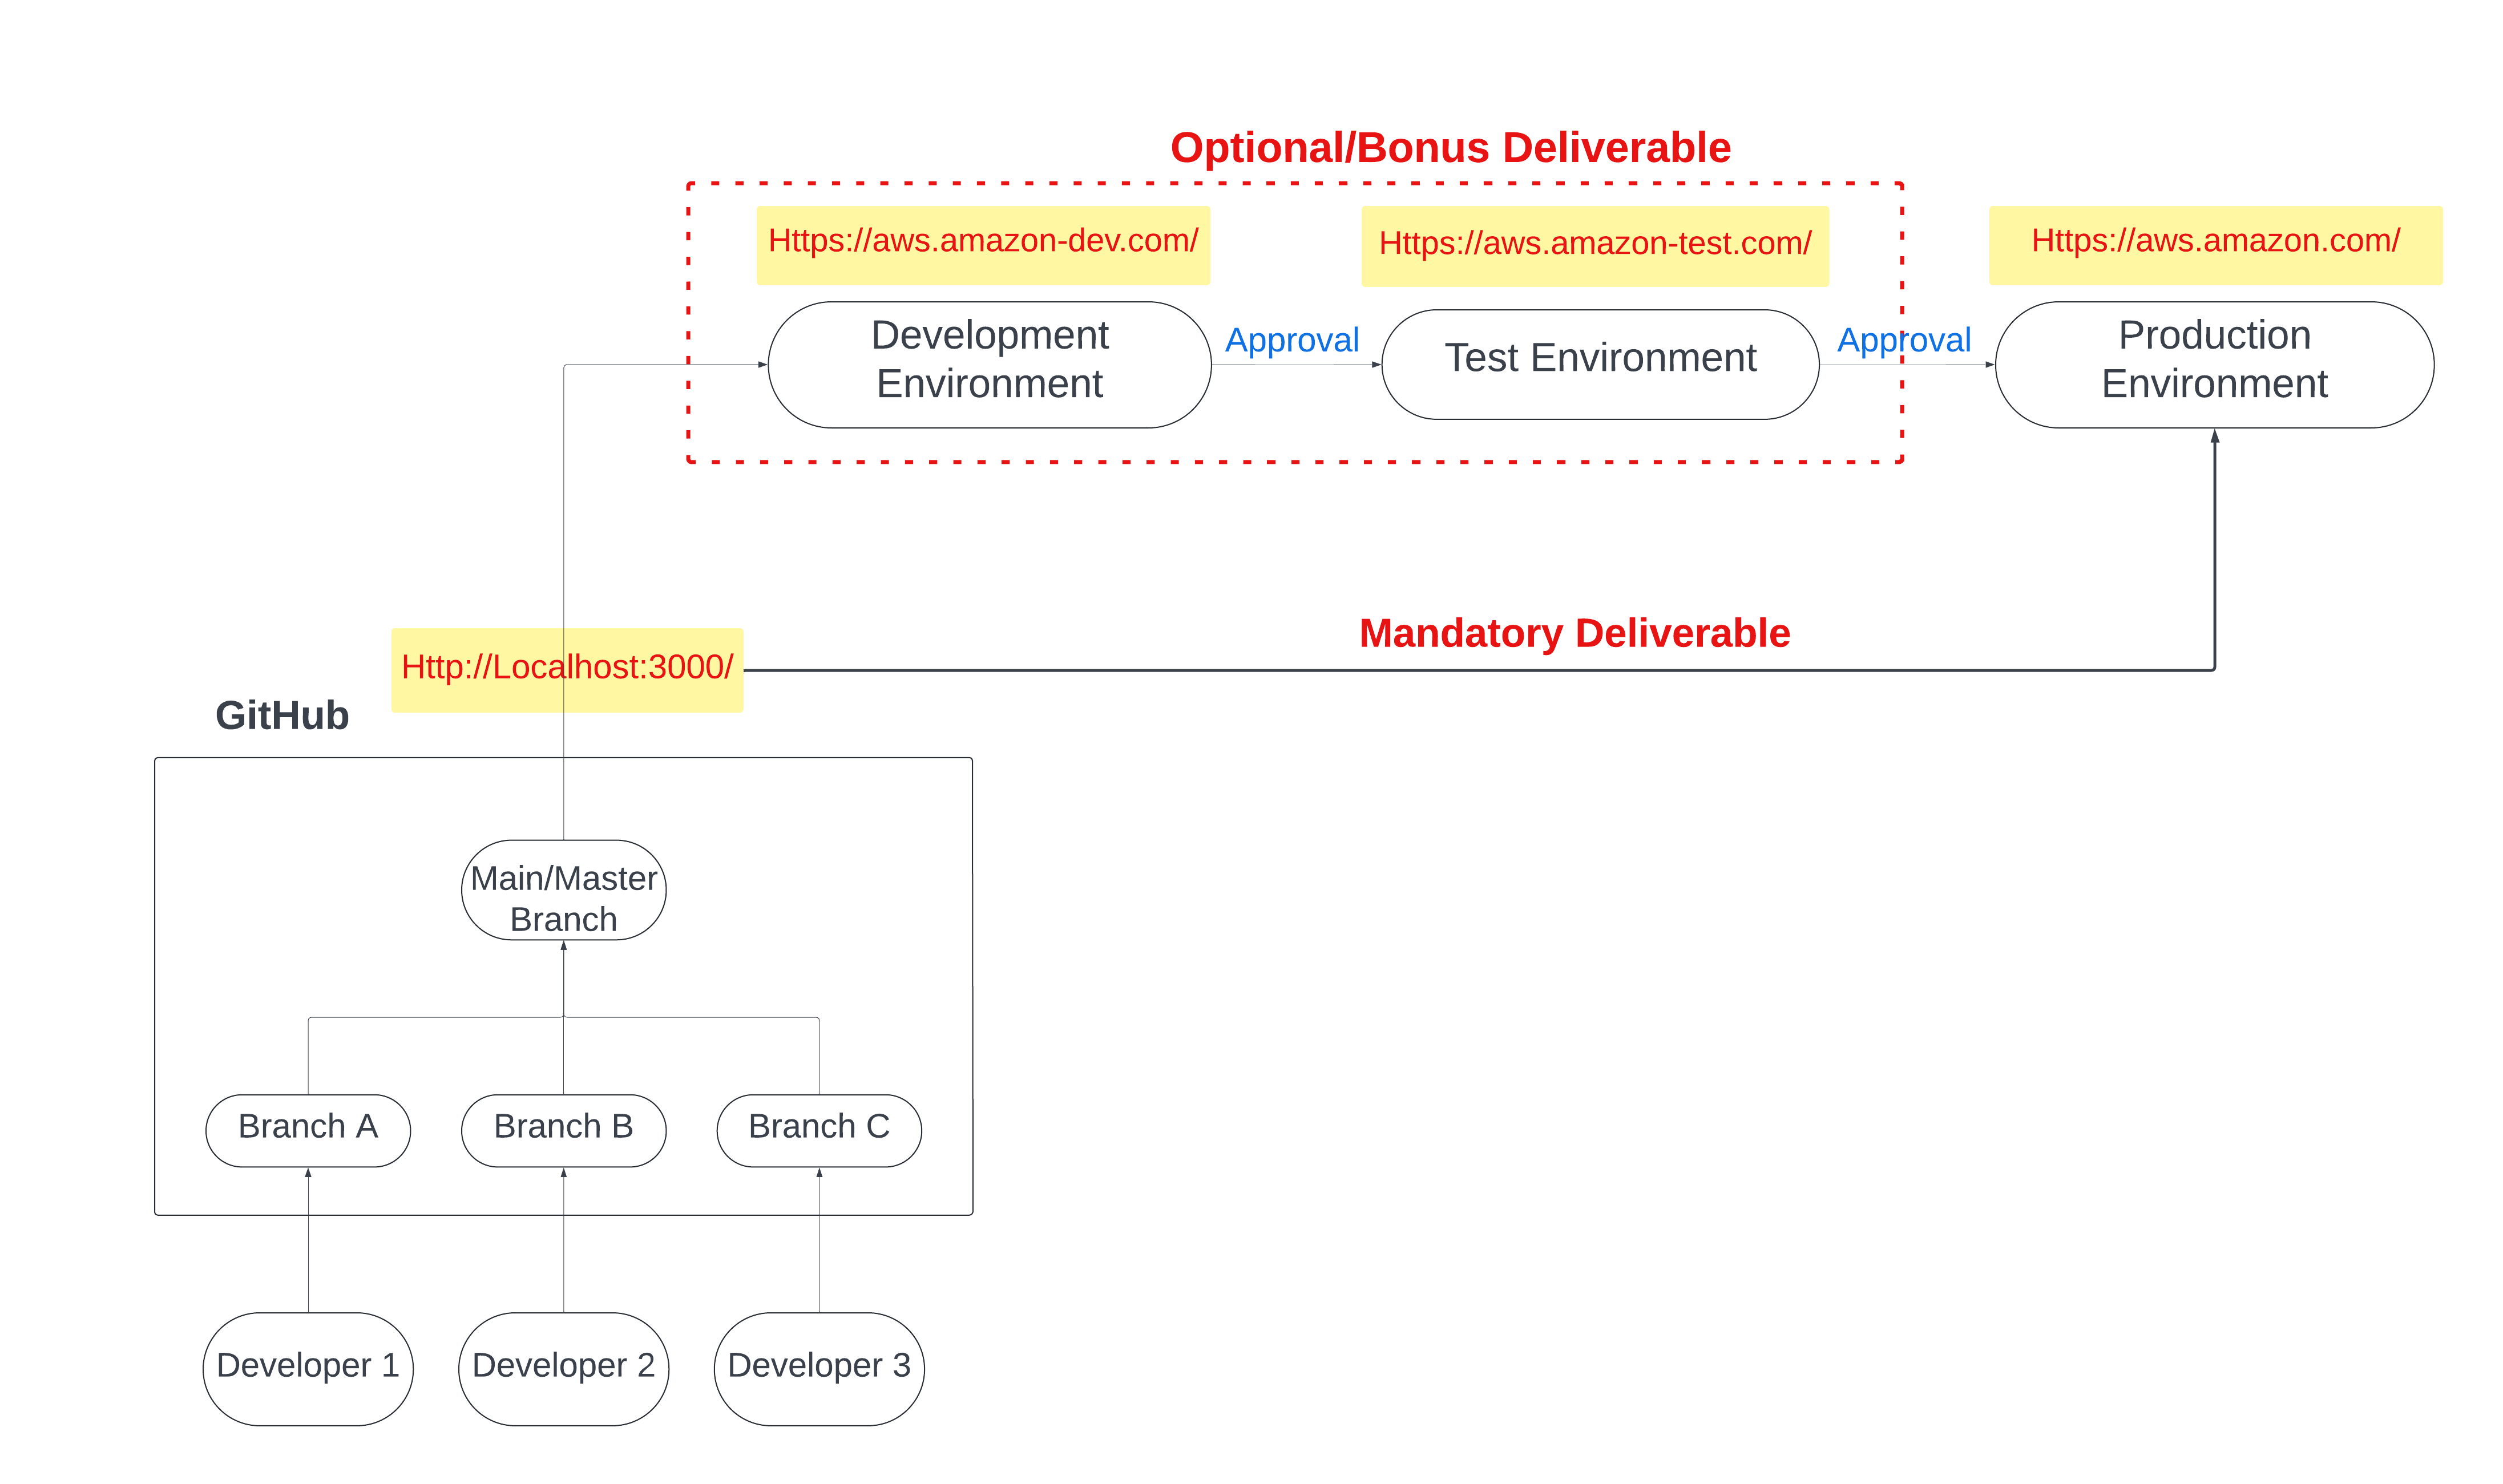 Optional/Bonus Deliverable
Https://aws.amazon-dev.com/
Https://aws.amazon-test.com/
Https://aws.amazon.com/
Development
Environment
Approval
Test Environment
Approval
Production
Environment
Mandatory Deliverable
Http://Localhost:3000/
GitHub
Main/Master
Branch
Branch A
Branch B
Branch C
Developer 1
Developer 2
Developer 3